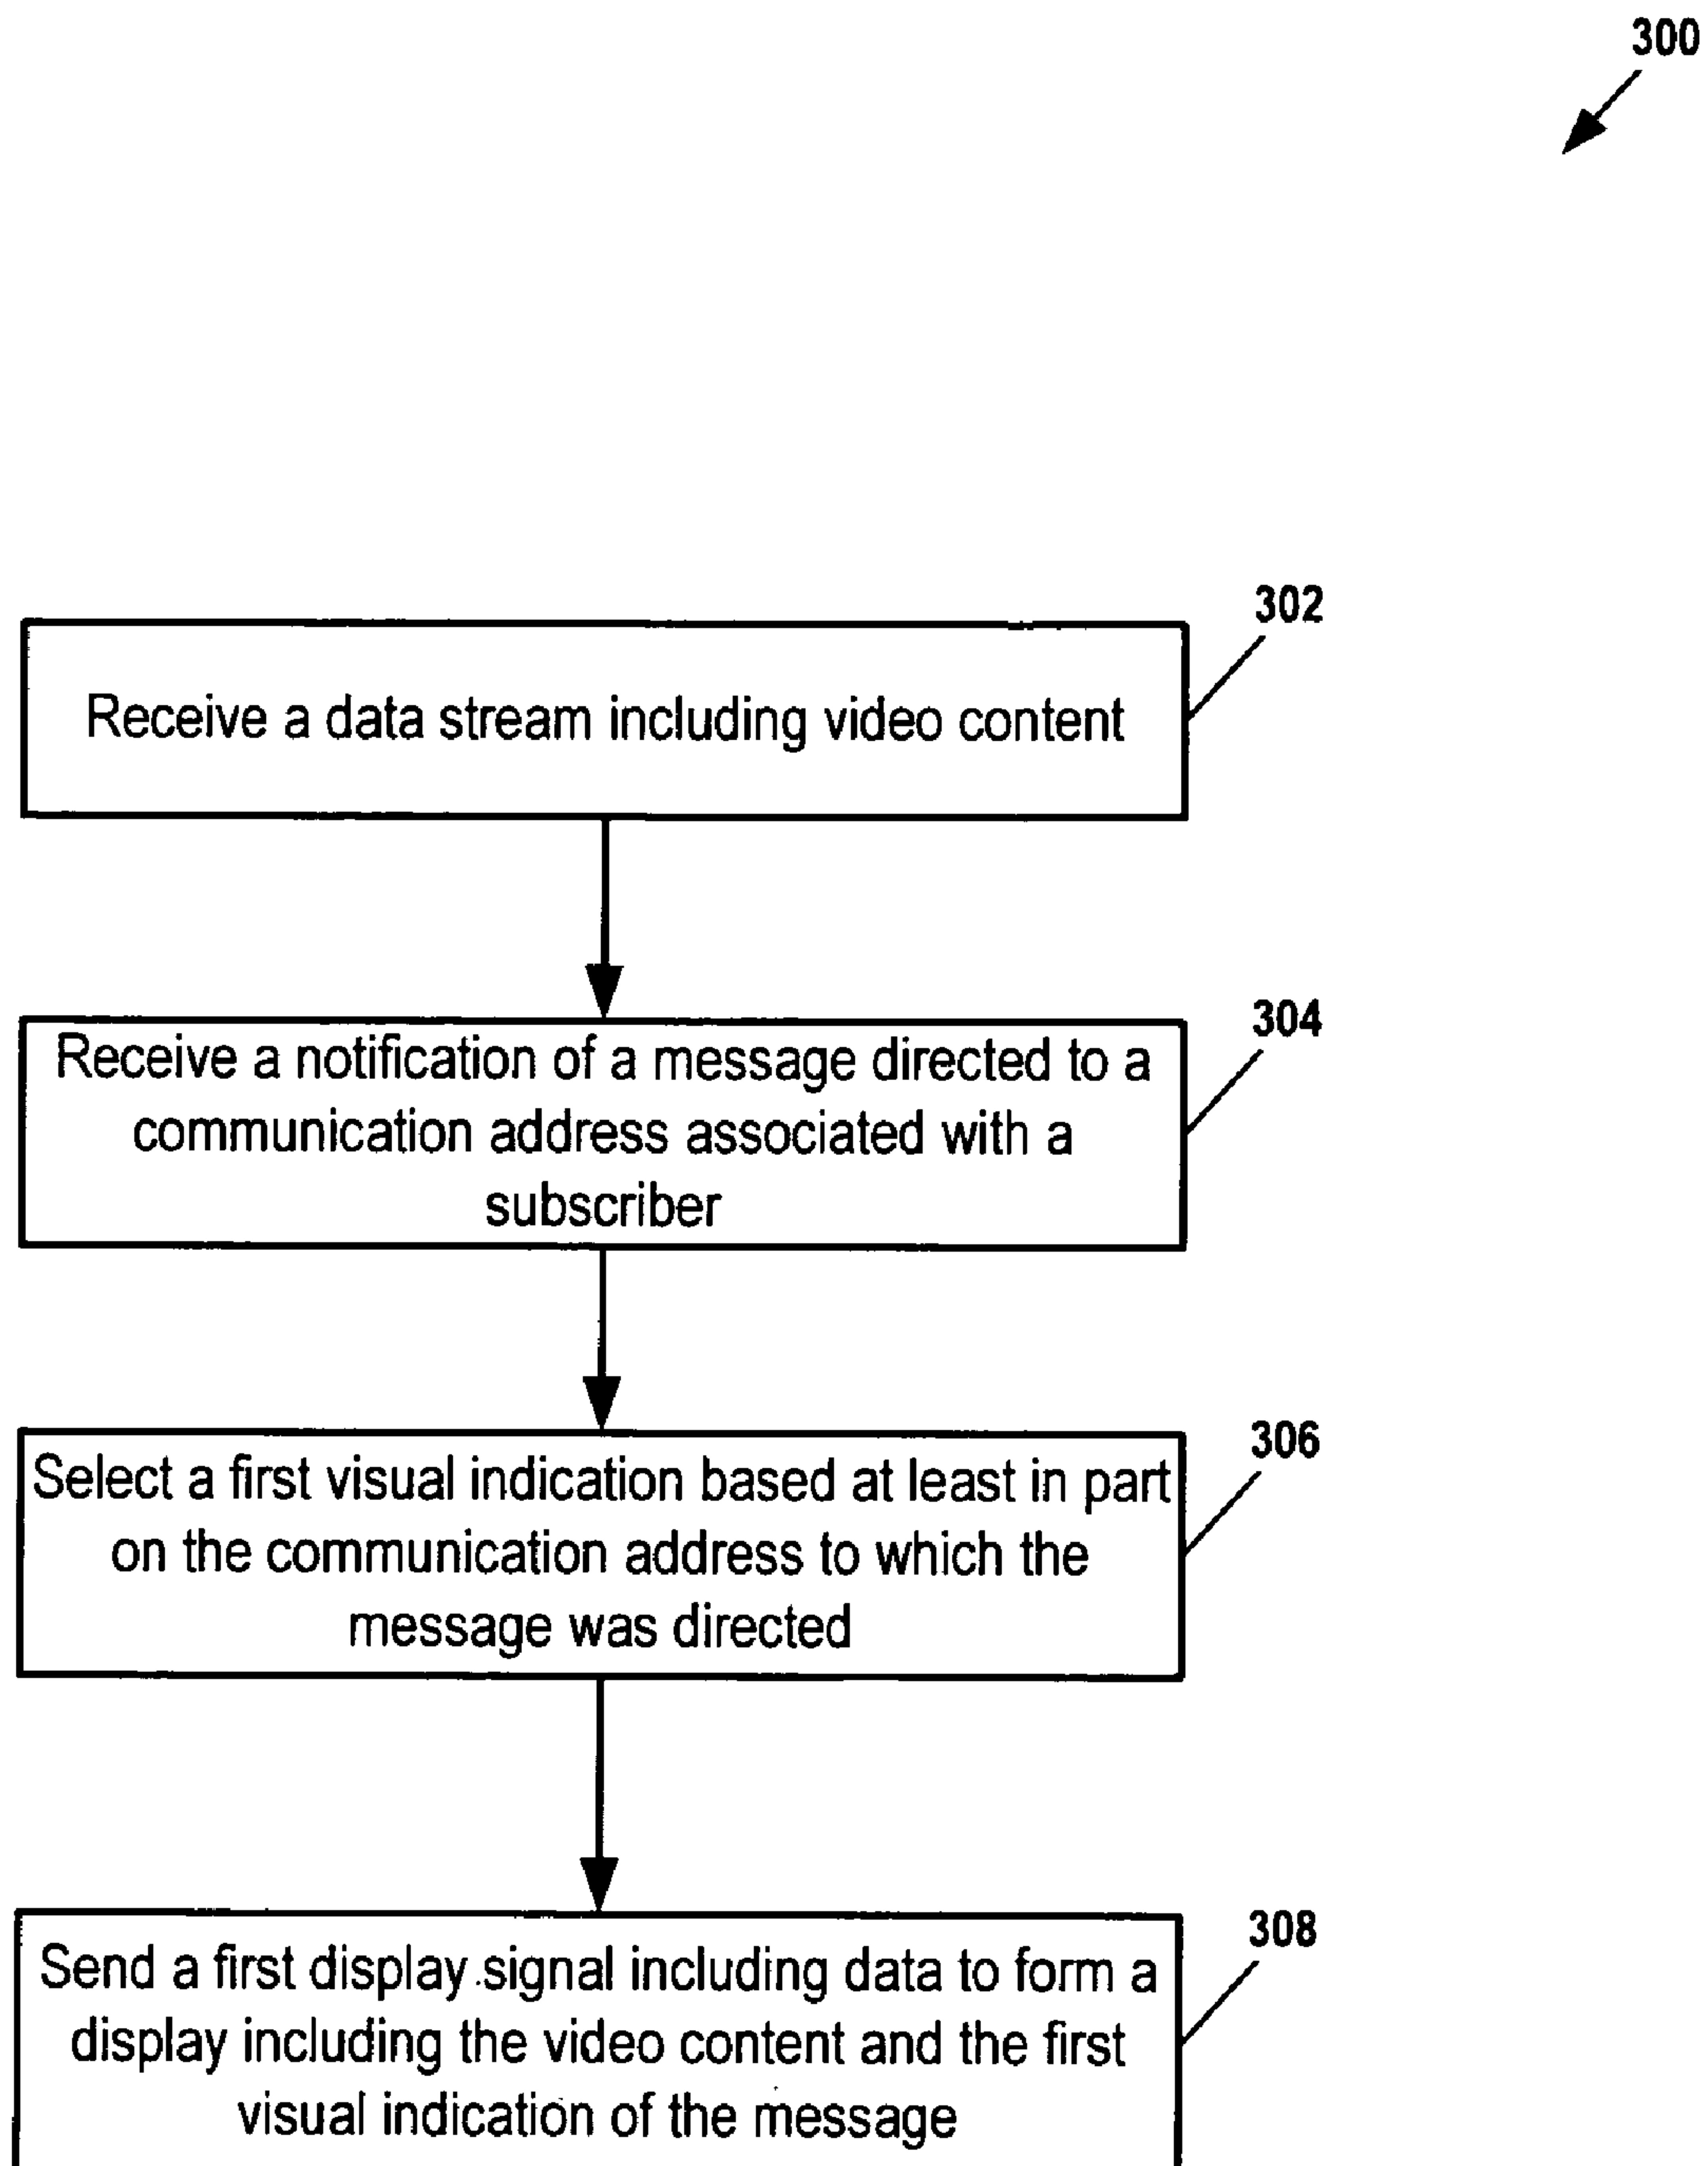 300
302
Receive a data stream including video content
304
Receive a notification of a message directed to a
communication address associated with a
subscriber
306
Select a first visual indication based at least in part
on the communication address to which the
message was directed
308
Send a first display signal including data to form a
display including the video content and the first
visual indication of the message